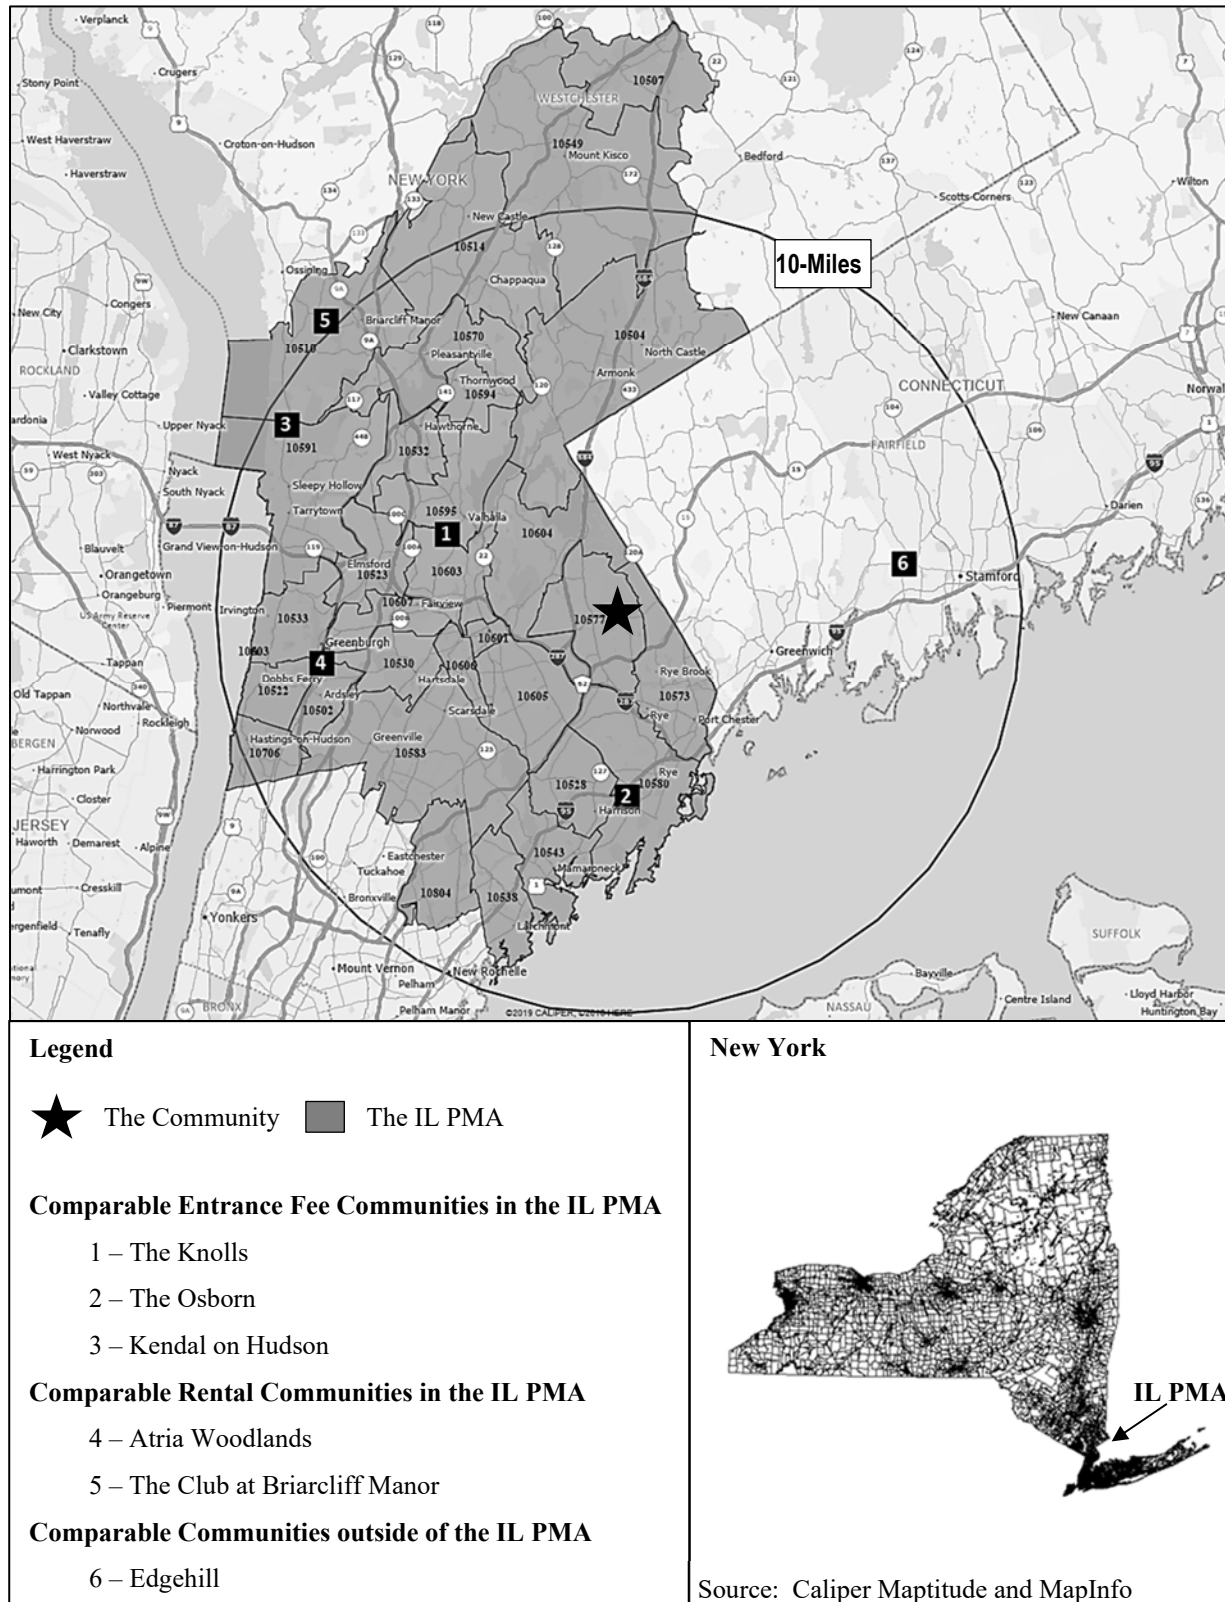 Verplanck
Stony Point
Crugers
West Haverstraw
Haverstraw
Croton-on-Hudson
NEW YORK
WESTCHESTER
10507
10549
Mount Kisco
172
Bedford
Scotts Corners
Wilton
New Castle
10514
Chappaqua
10-Miles
Ossining
Congers
New City
5
Briarcliff Manor
10510
10570
Pleasantville
10504
North Castle
Armonk
New Canaan
Clarkstown
ROCKLAND
Valley Cottage
Thornwood
10594
CONNECTICUT
Norwal
Upper Nyack
3
10591
Hawthorne
10532
FAIRFIELD
West Nyack
Nyack
South Nyack
Sleepy Hollow
Tarrytown
10595
Valhalla
10604
Darien
Grand View-on-Hudson
1
Blauvelt
Orangetown
Orangeburg
Elmsford
10523
10603
6
Stamford
US Army Reserve
Center
Piermont
Irvington
10533
10607
Fairview
10577
10601
Greenburgh
Greenwich
Tappan
4
Dobbs Ferry
10530
Hartsdale
10606
Rye Brook
10573
Old Tappan
Northvale
Rockleigh
10522
Ardsley
10502
10605
Scarsdale
Rye
Port Chester
Norwood
BERGEN
Hastings-on-Hudson
10706
Greenville
10583
Harrington Park
10528
Rye
10580
2
Harrison
Closter
JERSEY
Haworth
Demarest
Alpine
10543
Mamaroneck
Eastchester
Tuckahoe
Cresskill
Bronxville
10804
10538
Larchmont
Tenafly
Yonkers
SUFFOLK
Mount Vernon
New Rochelle
Pelham
Bayville
BRONX
Pelham Manor
NASSAU
Centre Island
Lloyd Harbor
Huntington Bay
Legend
The Community The IL PMA
Comparable Entrance Fee Communities in the IL PMA
1 – The Knolls
2 – The Osborn
3 – Kendal on Hudson
Comparable Rental Communities in the IL PMA
4 – Atria Woodlands
5 – The Club at Briarcliff Manor
Comparable Communities outside of the IL PMA
6 – Edgehill
New York
IL PMA
Source: Caliper Maptitude and MapInfo